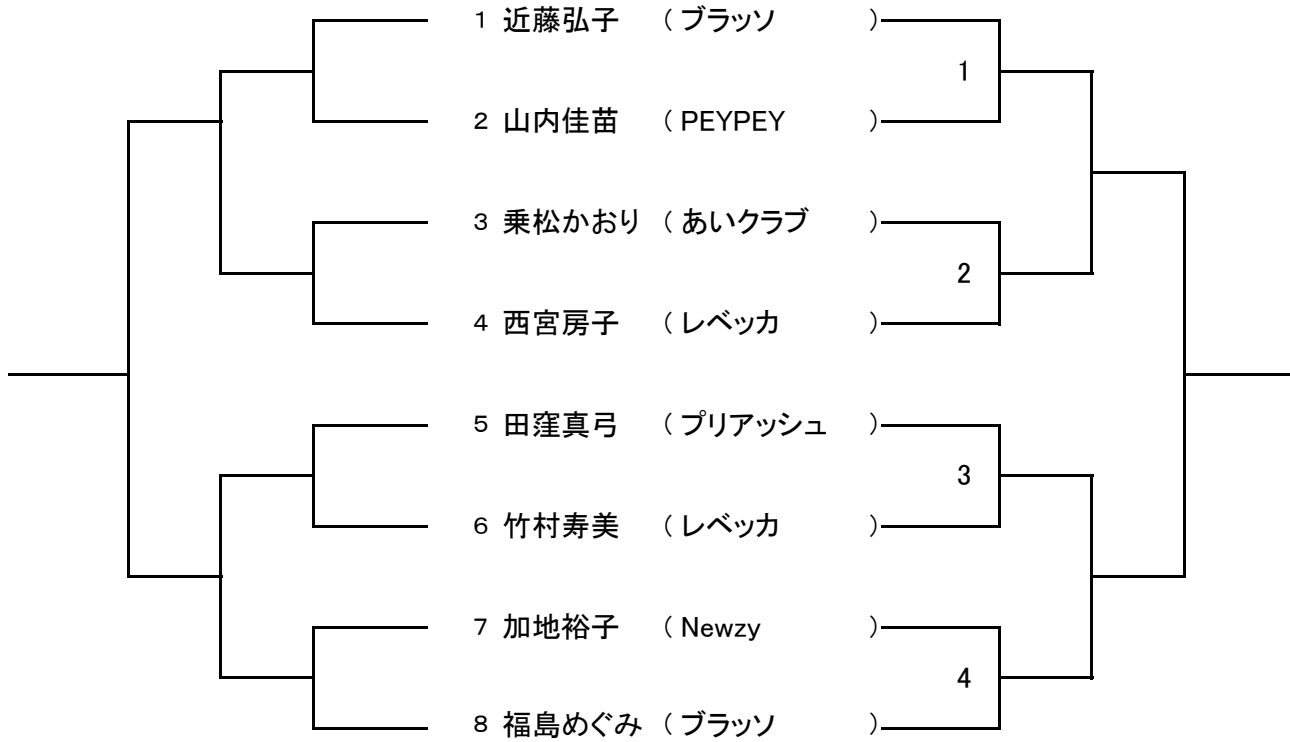 1 近藤弘子 ( ブラッソ )
1
2 山内佳苗 ( PEYPEY )
3 乗松かおり ( あいクラブ )
2
4 西宮房子 ( レベッカ )
5 田窪真弓 ( プリアッシュ )
3
6 竹村寿美 ( レベッカ )
7 加地裕子 ( Newzy )
4
8 福島めぐみ ( ブラッソ )